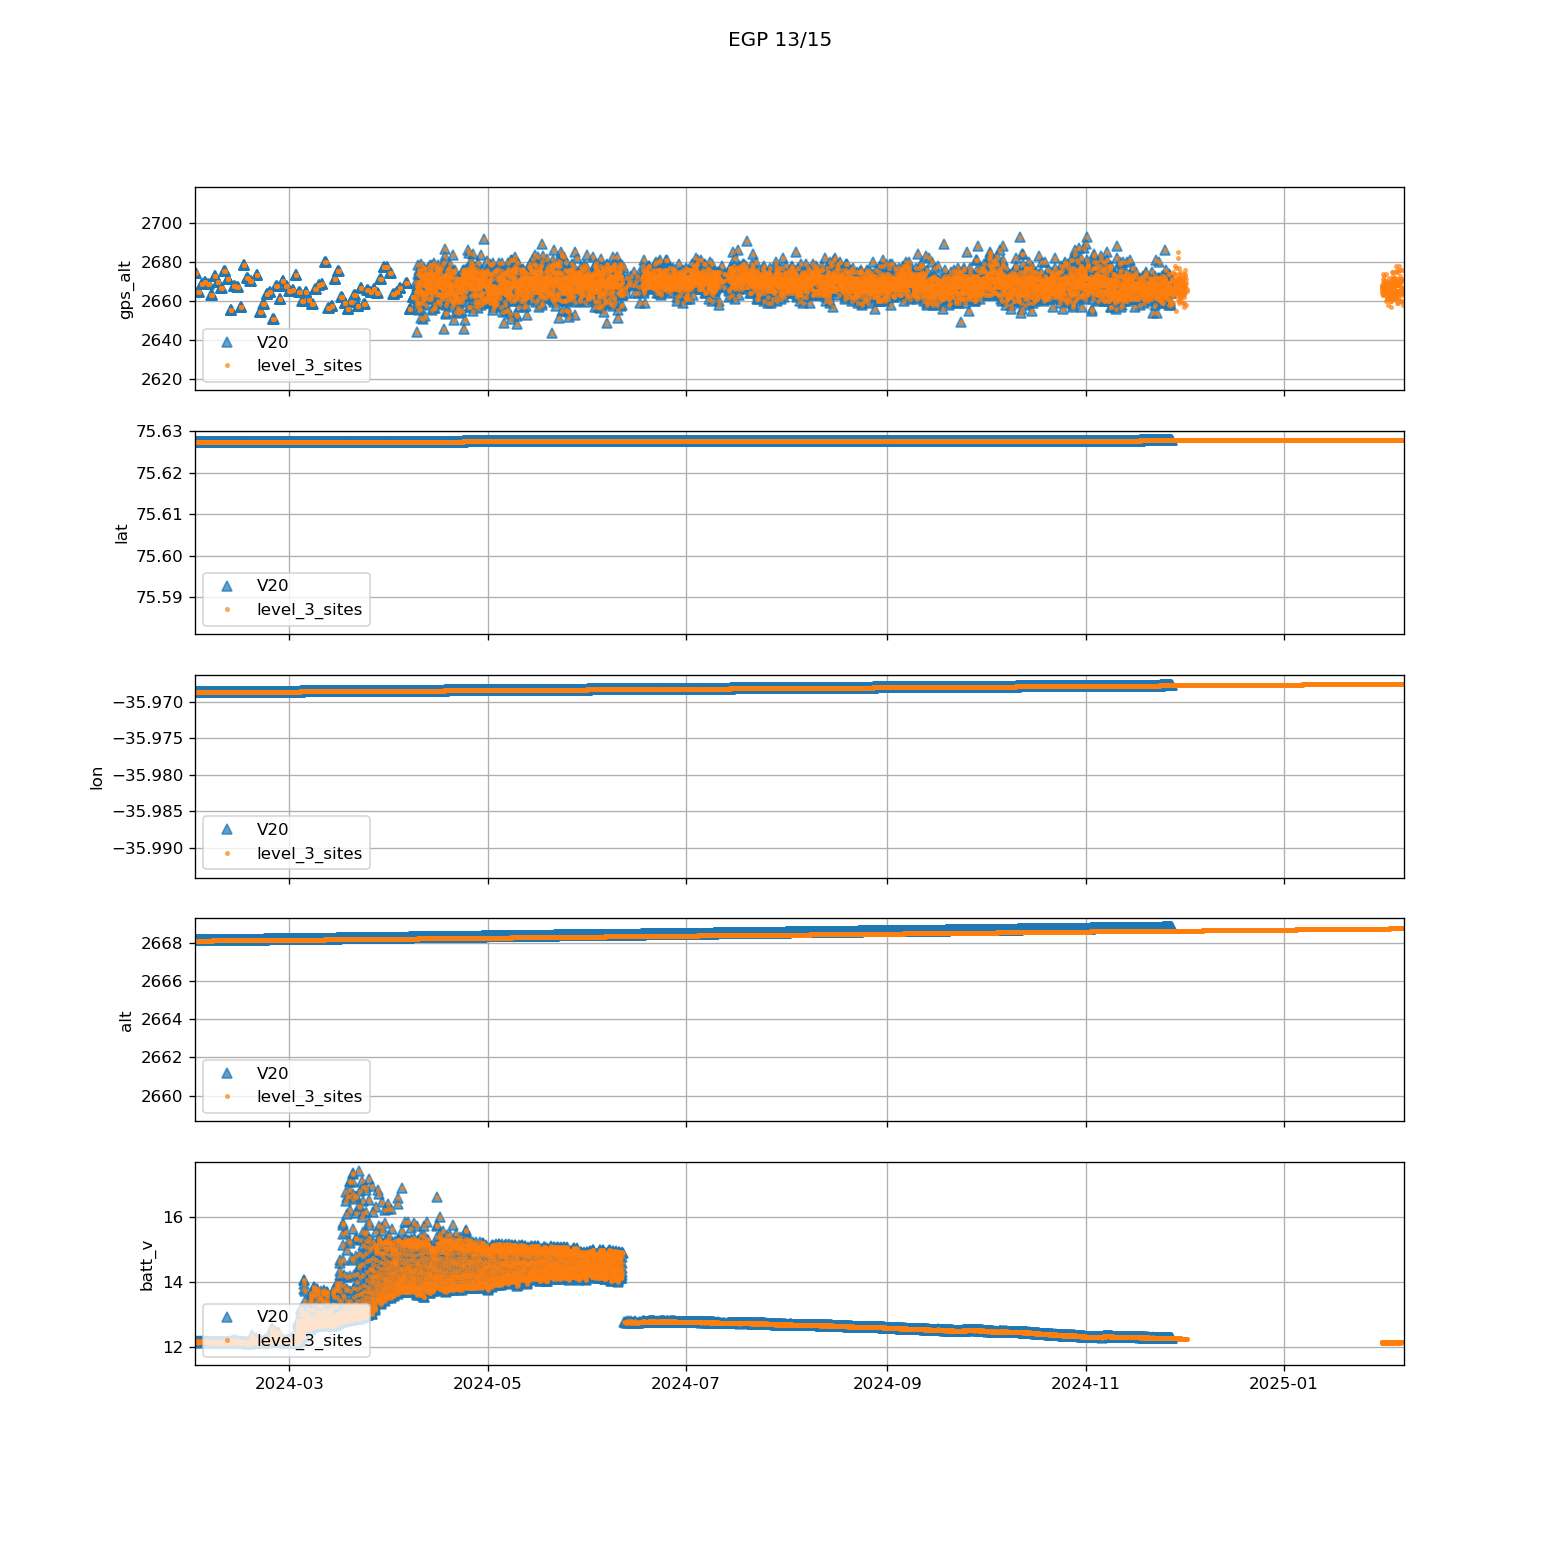 EGP 13/15
gps_alt
2700
2680
2660
2640
2620
V20
level_3_sites
lat
75.63
75.62
75.61
75.60
75.59
V20
level_3_sites
lon
−35.970
−35.975
−35.980
−35.985
−35.990
V20
level_3_sites
alt
2668
2666
2664
2662
2660
V20
level_3_sites
batt_v
16
14
12
V20
level_3_sites
2024-03 2024-05 2024-07 2024-09 2024-11 2025-01